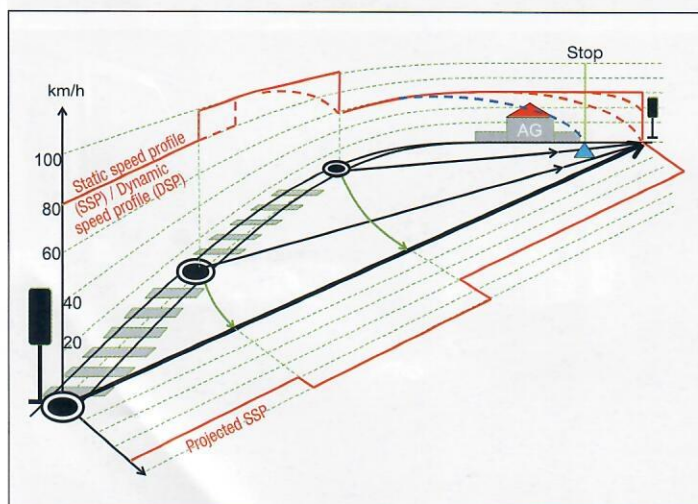 Stop
km/h
AG
100
80
60
40
20
Static speed profile
(SSP) / Dynamic
speed profile (DSP)
Projected SSP